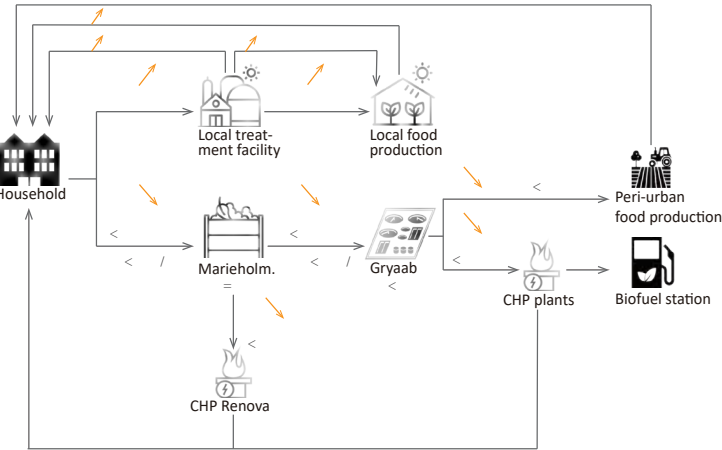 Local treat-
ment facility
Local food
production
Household
Peri-urban
food production
<
<
< /
Marieholm.
=
<
< /
Gryaab
<
<
CHP plants
Biofuel station
<
CHP Renova